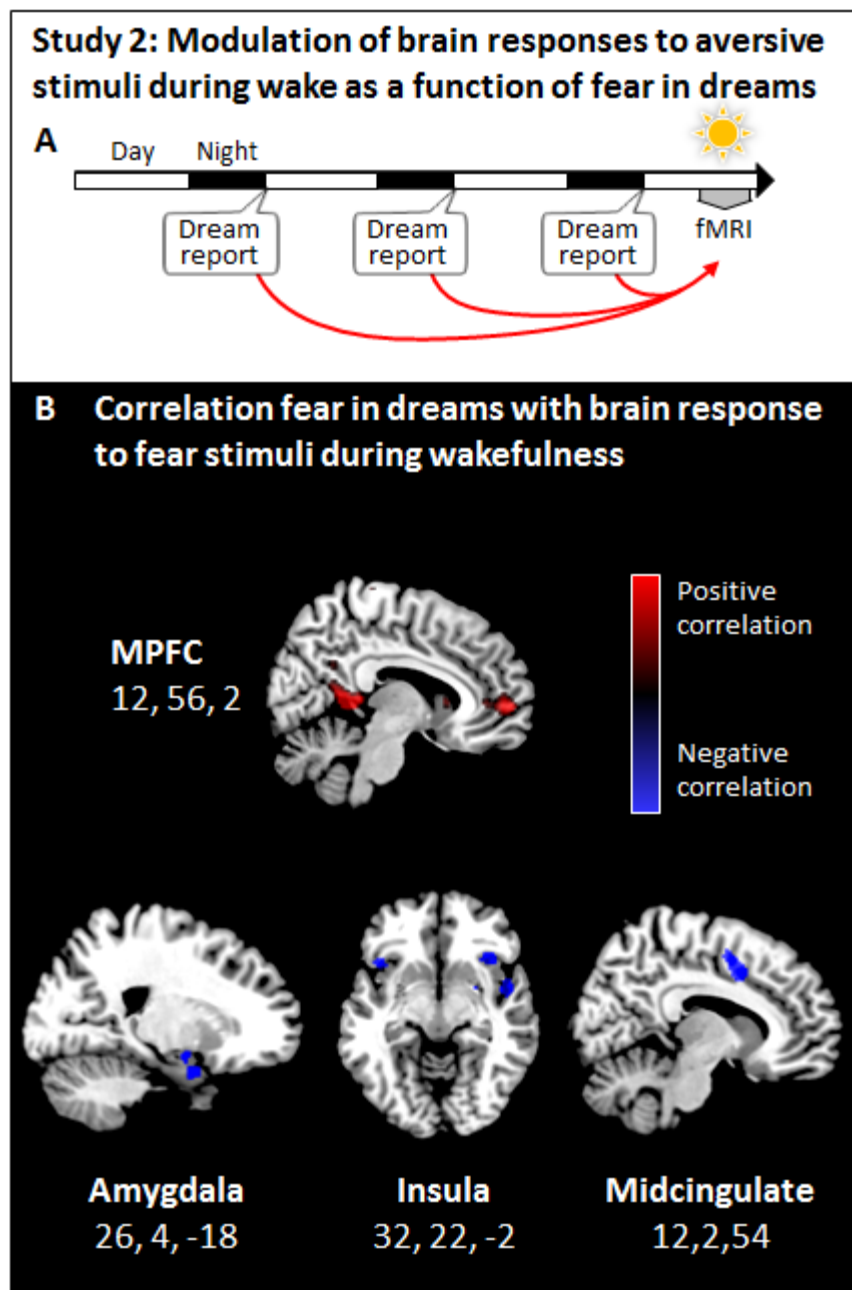 Study 2: Modulation of brain responses to aversive
stimuli during wake as a function of fear in dreams
A
Day Night
Dream
report
Dream
report
Dream
report
fMRI
B Correlation fear in dreams with brain response
to fear stimuli during wakefulness
MPFC
12, 56, 2
Positive
correlation
Negative
correlation
Amygdala
26, 4, -18
Insula
32, 22, -2
Midcingulate
12,2,54